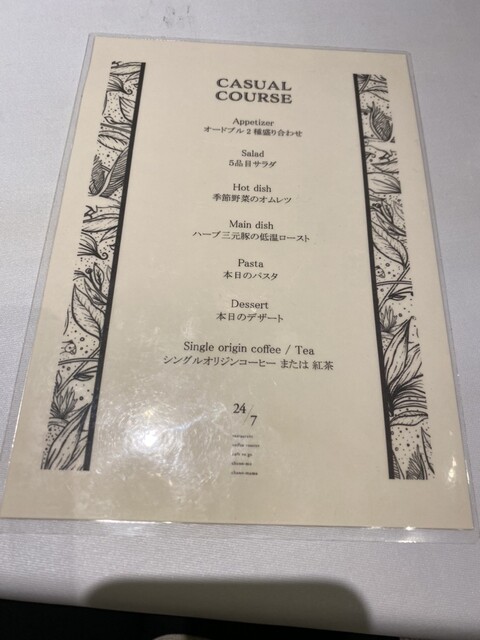 CASUAL
COURSE
Appetizer
オードブル2種盛り合わせ
Salad
5品目サラダ
Hot dish
季節野菜のオムレツ
Main dish
ハーブ三元豚の低温ロースト
Pasta
本日のパスタ
Dessert
本日のデザート
Single origin coffee / Tea
シングルオリジンコーヒー または 紅茶
24/7